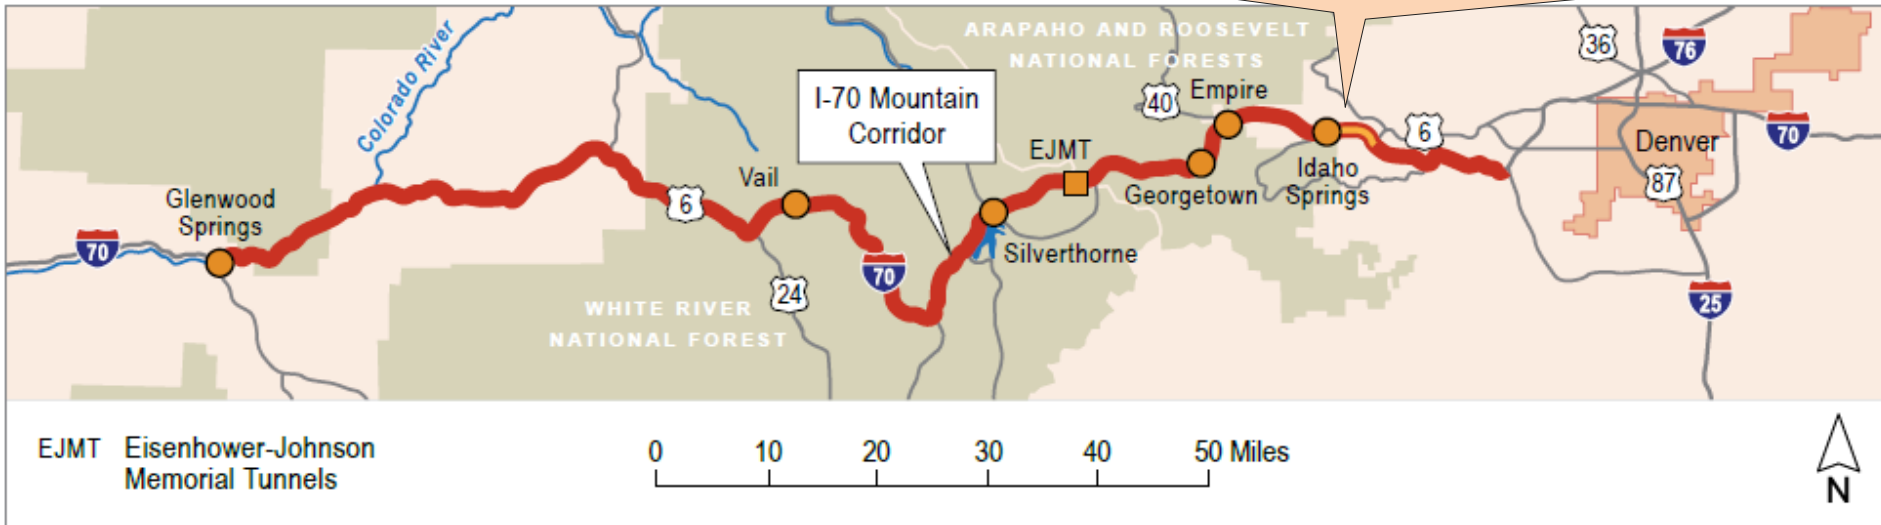 ARAPAHO AND ROOSEVELT
NATIONAL FORESTS
36
76
Colorado River
I-70 Mountain
Corridor
40
Empire
6
70
Denver
EJMT
Vail
Idaho
Springs
Georgetown
87
Glenwood
Springs
6
70
Silverthorne
70
24
25
WHITE RIVER
NATIONAL FOREST
EJMT Eisenhower-Johnson
Memorial Tunnels
0 10 20 30 40 50 Miles
N